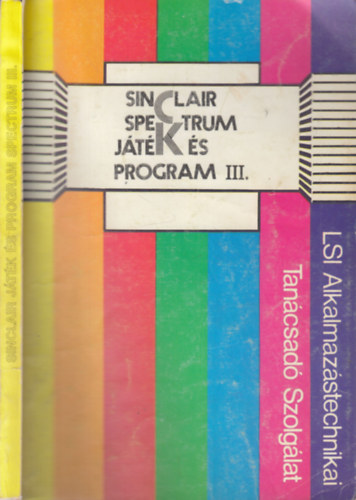 SINCLAIR
SPECTRUM
JÁTÉK ÉS
PROGRAM III.
LSI Alkalmazástechnikai
Tanácsadó Szolgálat
SINCLAIR JÁTÉK ÉS PROGRAM SPECTRUM III.